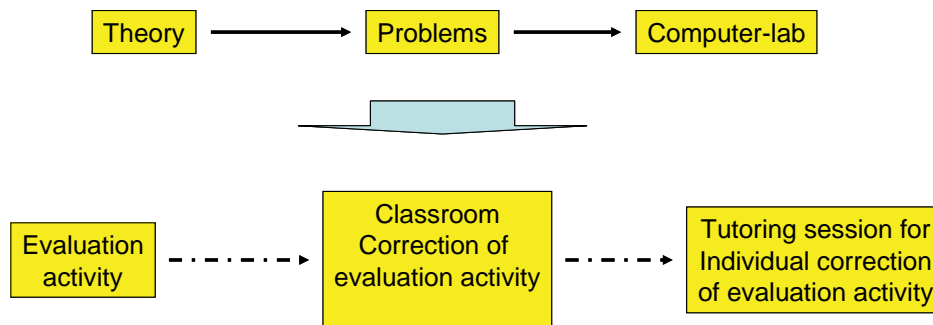 Theory
Problems
Computer-lab
Evaluation
activity
Classroom
Correction of
evaluation activity
Tutoring session for
Individual correction
of evaluation activity